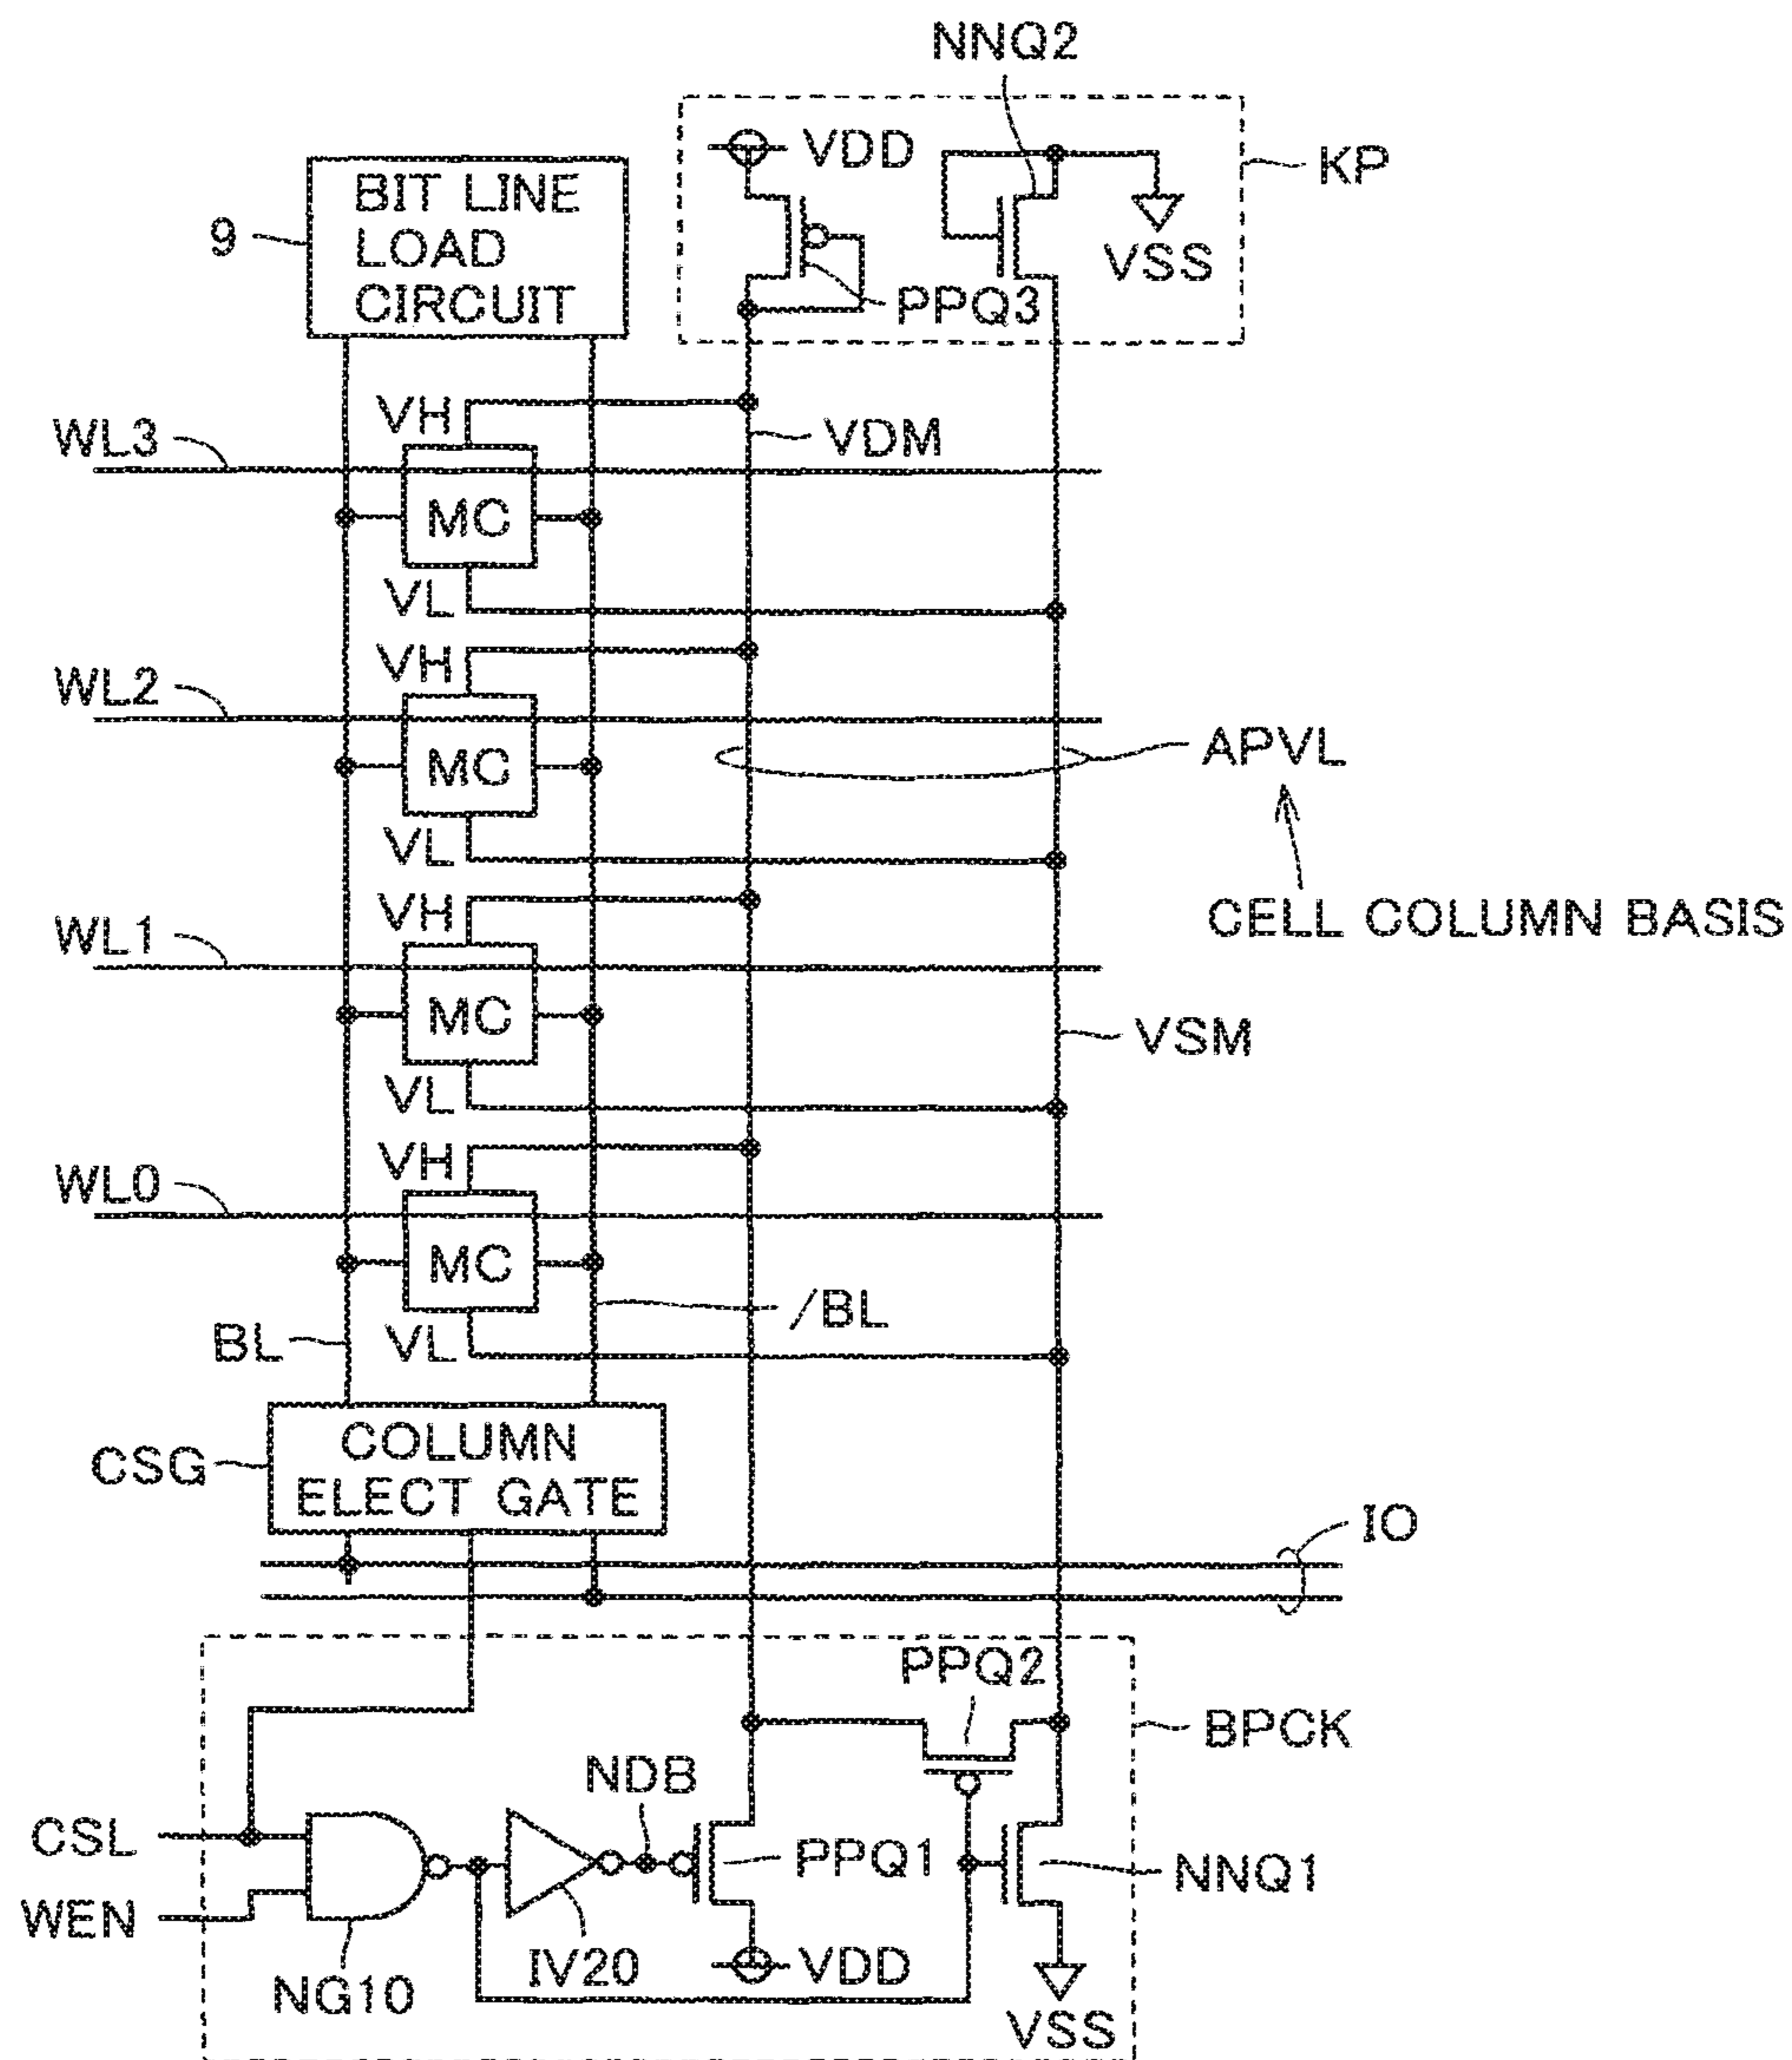 NNQ2
VDD
KP
BIT LINE
LOAD
CIRCUIT
9
VSS
PPQ3
VH
WL3
VDM
MC
VL
VH
WL2
APVL
MC
VL
VH
CELL COLUMN BASIS
WL1
MC
VSM
VL
VH
WL0
MC
/BL
BL
VL
COLUMN
ELECT GATE
CSG
IO
PPQ2
BPCK
NDB
CSL
PPQ1
NNQ1
WEN
IV20
VDD
NG10
VSS